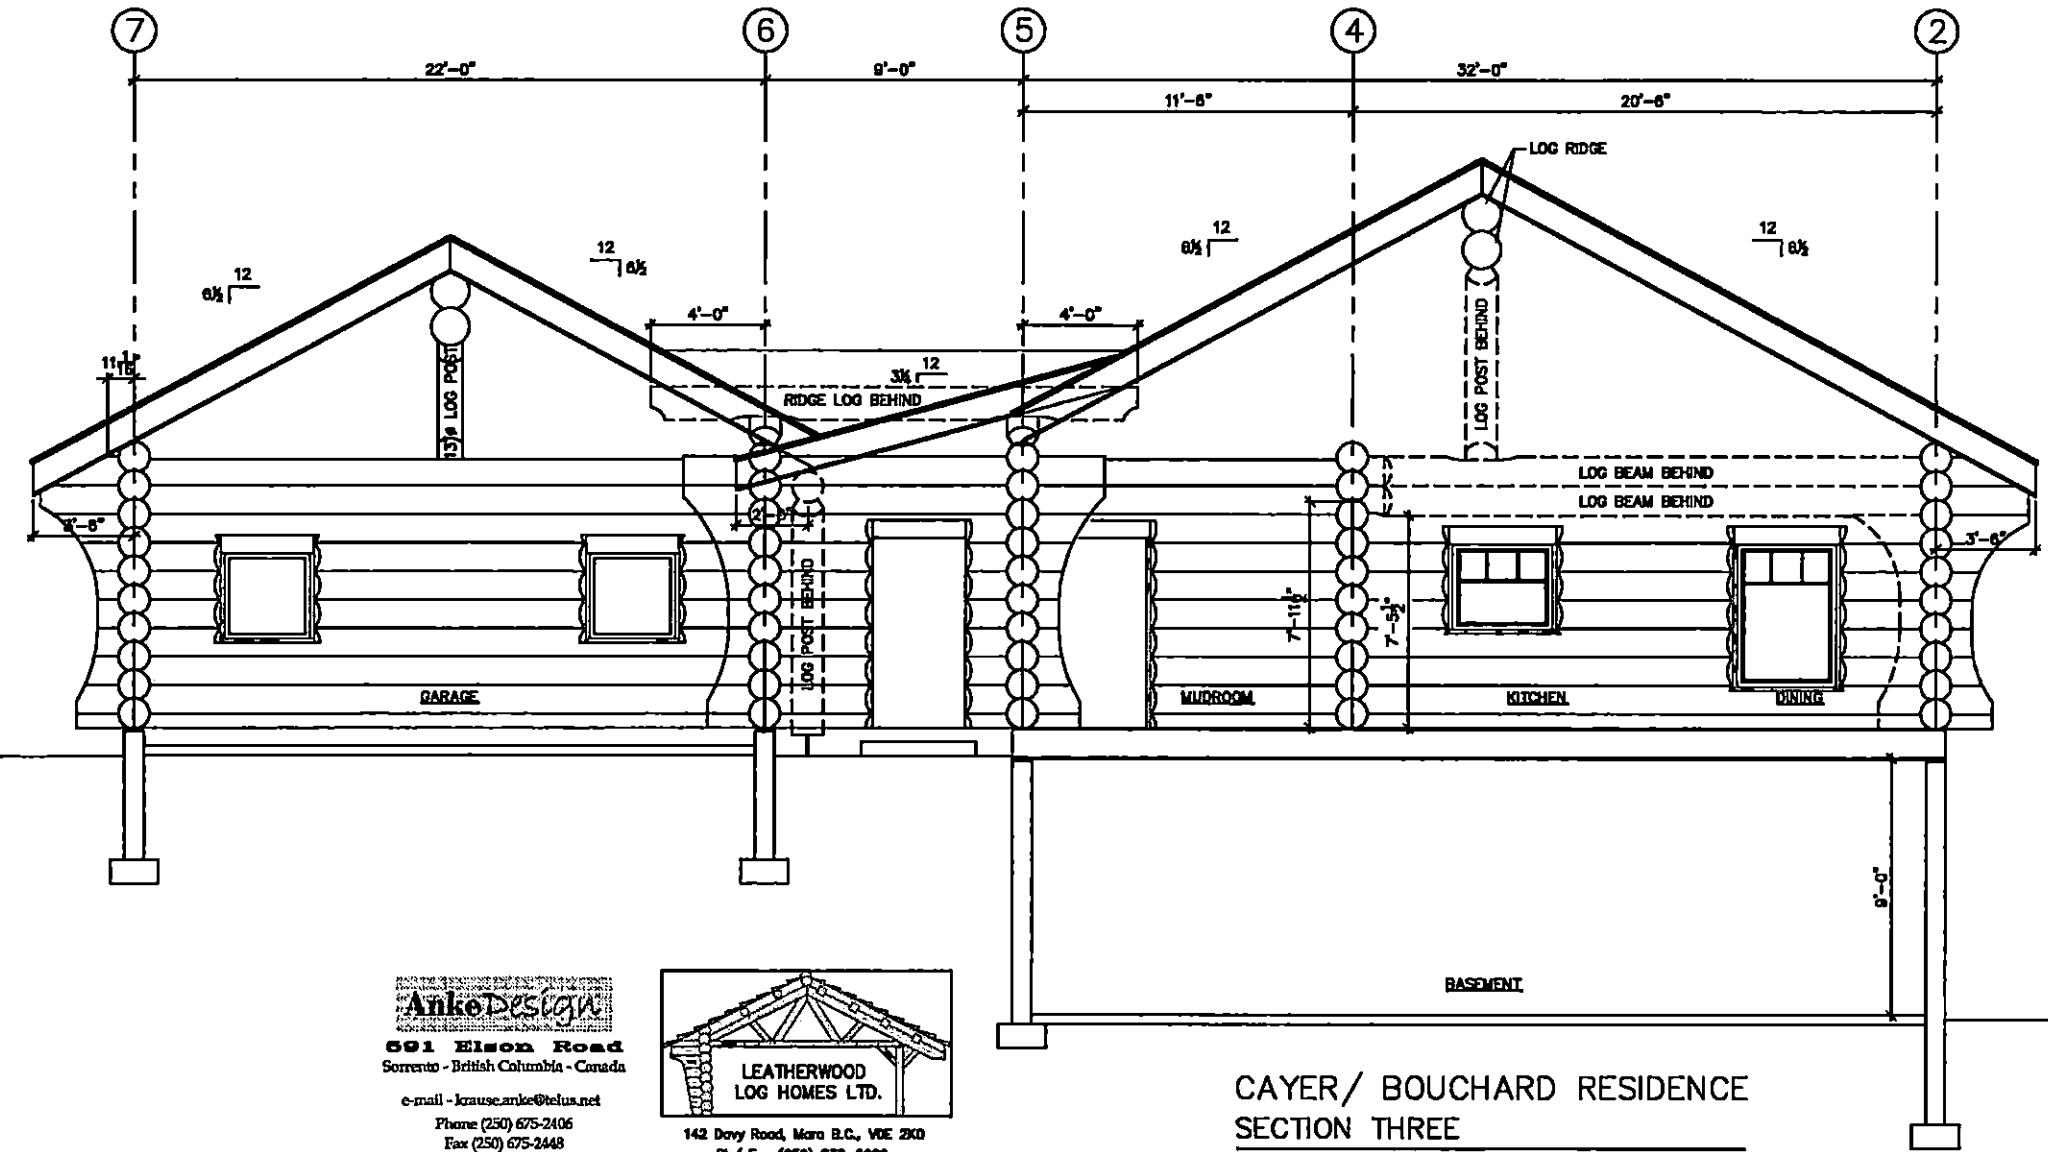 7
6
5
4
2
22'-0"
9'-0"
32'-0"
11'-6"
20'-6"
LOG RIDGE
12
6½
12
6½
12
6½
12
6½
4'-0"
4'-0"
12
3¼
RIDGE LOG BEHIND
13"ø LOG POST
LOG POST BEHIND
LOG BEAM BEHIND
LOG BEAM BEHIND
3'-6"
2'-6"
3'-6"
LOG POST BEHIND
7'-11½"
7'-5½"
GARAGE
MUDROOM
KITCHEN
DINING
9'-0"
BASEMENT
AnkeDesign
691 Elson Road
Sorrento - British Columbia - Canada
e-mail - krause.anke@telus.net
Phone (250) 675-2406
Fax (250) 675-2448
LEATHERWOOD
LOG HOMES LTD.
142 Davy Road, Mara B.C., V0E 2K0
CAYER/ BOUCHARD RESIDENCE
SECTION THREE